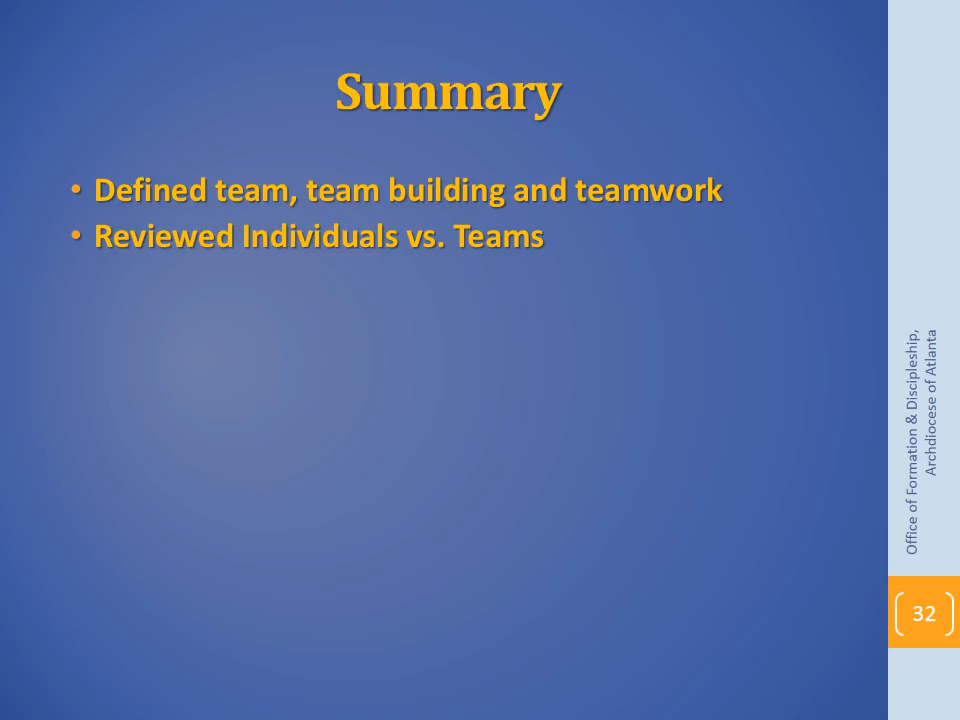 Summary
• Defined team, team building and teamwork
• Reviewed Individuals vs. Teams
Office of Formation & Discipleship,
Archdiocese of Atlanta
32